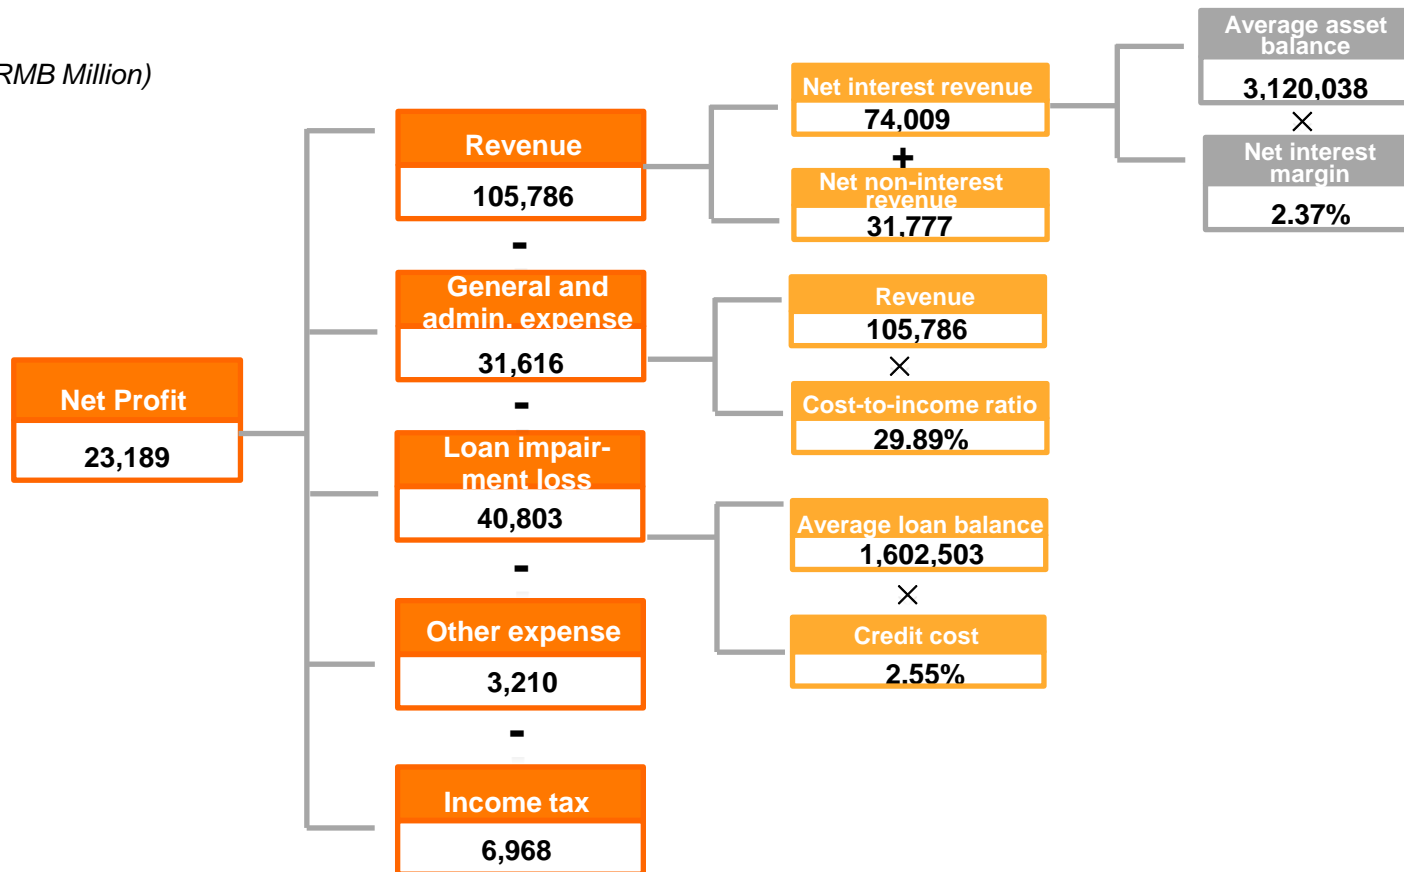 RMB Million)
Net Profit
23,189
Revenue
105,786
-
General and
admin. expense
31,616
-
Loan impair-
ment loss
40,803
-
Other expense
3,210
-
Income tax
6,968
Net interest revenue
74,009
+
Net non-interest
revenue
31,777
Revenue
105,786
×
Cost-to-income ratio
29.89%
Average loan balance
1,602,503
×
Credit cost
2.55%
Average asset
balance
3,120,038
×
Net interest
margin
2.37%